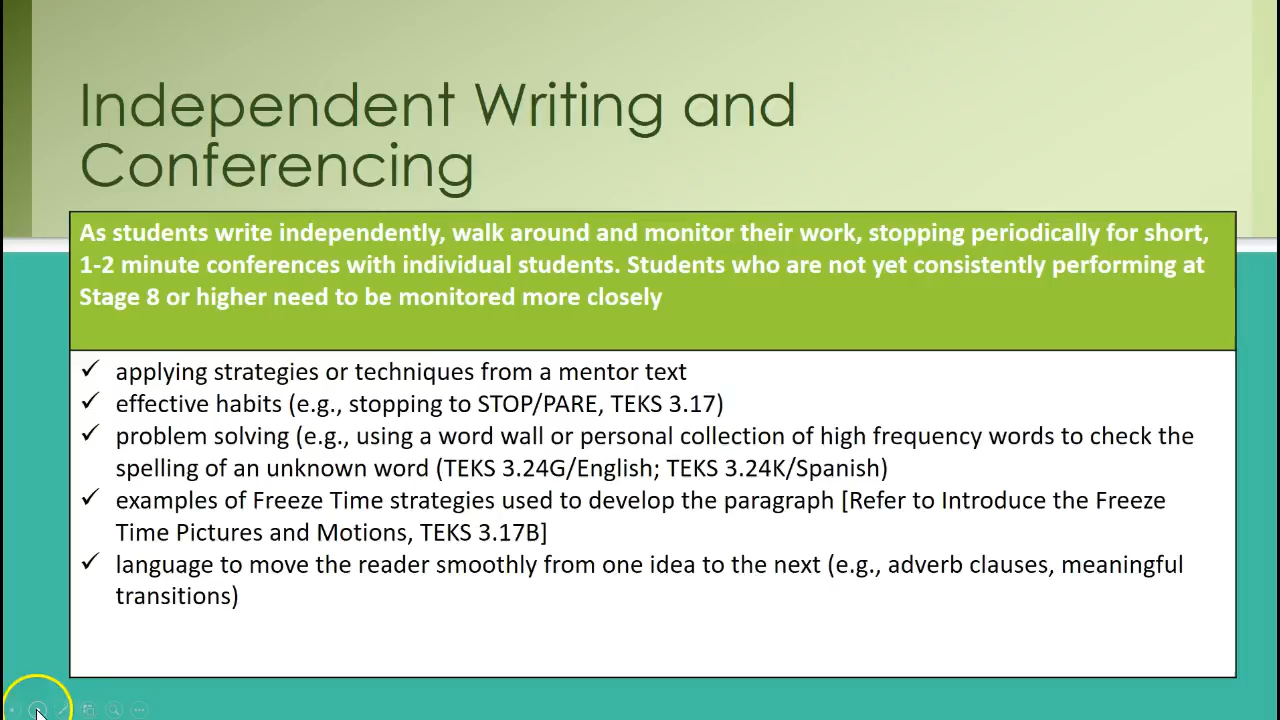 Independent Writing and
Conferencing
As students write independently, walk around and monitor their work, stopping periodically for short,
1-2 minute conferences with individual students. Students who are not yet consistently performing at
Stage 8 or higher need to be monitored more closely
✓ applying strategies or techniques from a mentor text
✓ effective habits (e.g., stopping to STOP/PARE, TEKS 3.17)
✓ problem solving (e.g., using a word wall or personal collection of high frequency words to check the
spelling of an unknown word (TEKS 3.24G/English; TEKS 3.24K/Spanish)
✓ examples of Freeze Time strategies used to develop the paragraph [Refer to Introduce the Freeze
Time Pictures and Motions, TEKS 3.17B]
✓ language to move the reader smoothly from one idea to the next (e.g., adverb clauses, meaningful
transitions)